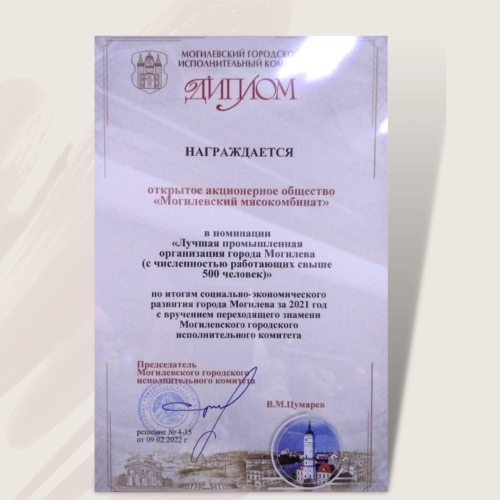 МОГИЛЕВСКИЙ ГОРОДСКО
ИСПОЛНИТЕЛЬНЫЙ КОМ
ДИПЛОМ
НАГРАЖДАЕТСЯ
открытое акционерное общество
«Могилевский мясокомбинат»
в номинации
«Лучшая промышленная
организация города Могилева
(с численностью работающих свыше
500 человек)»
по итогам социально-экономического
развития города Могилева за 2021 год
с вручением переходящего знамени
Могилевского городского
исполнительного комитета
Председатель
Могилевского городского
исполнительного комитета
В.М.Цумарев
решение № 4-15
от 09.02.2022 г.